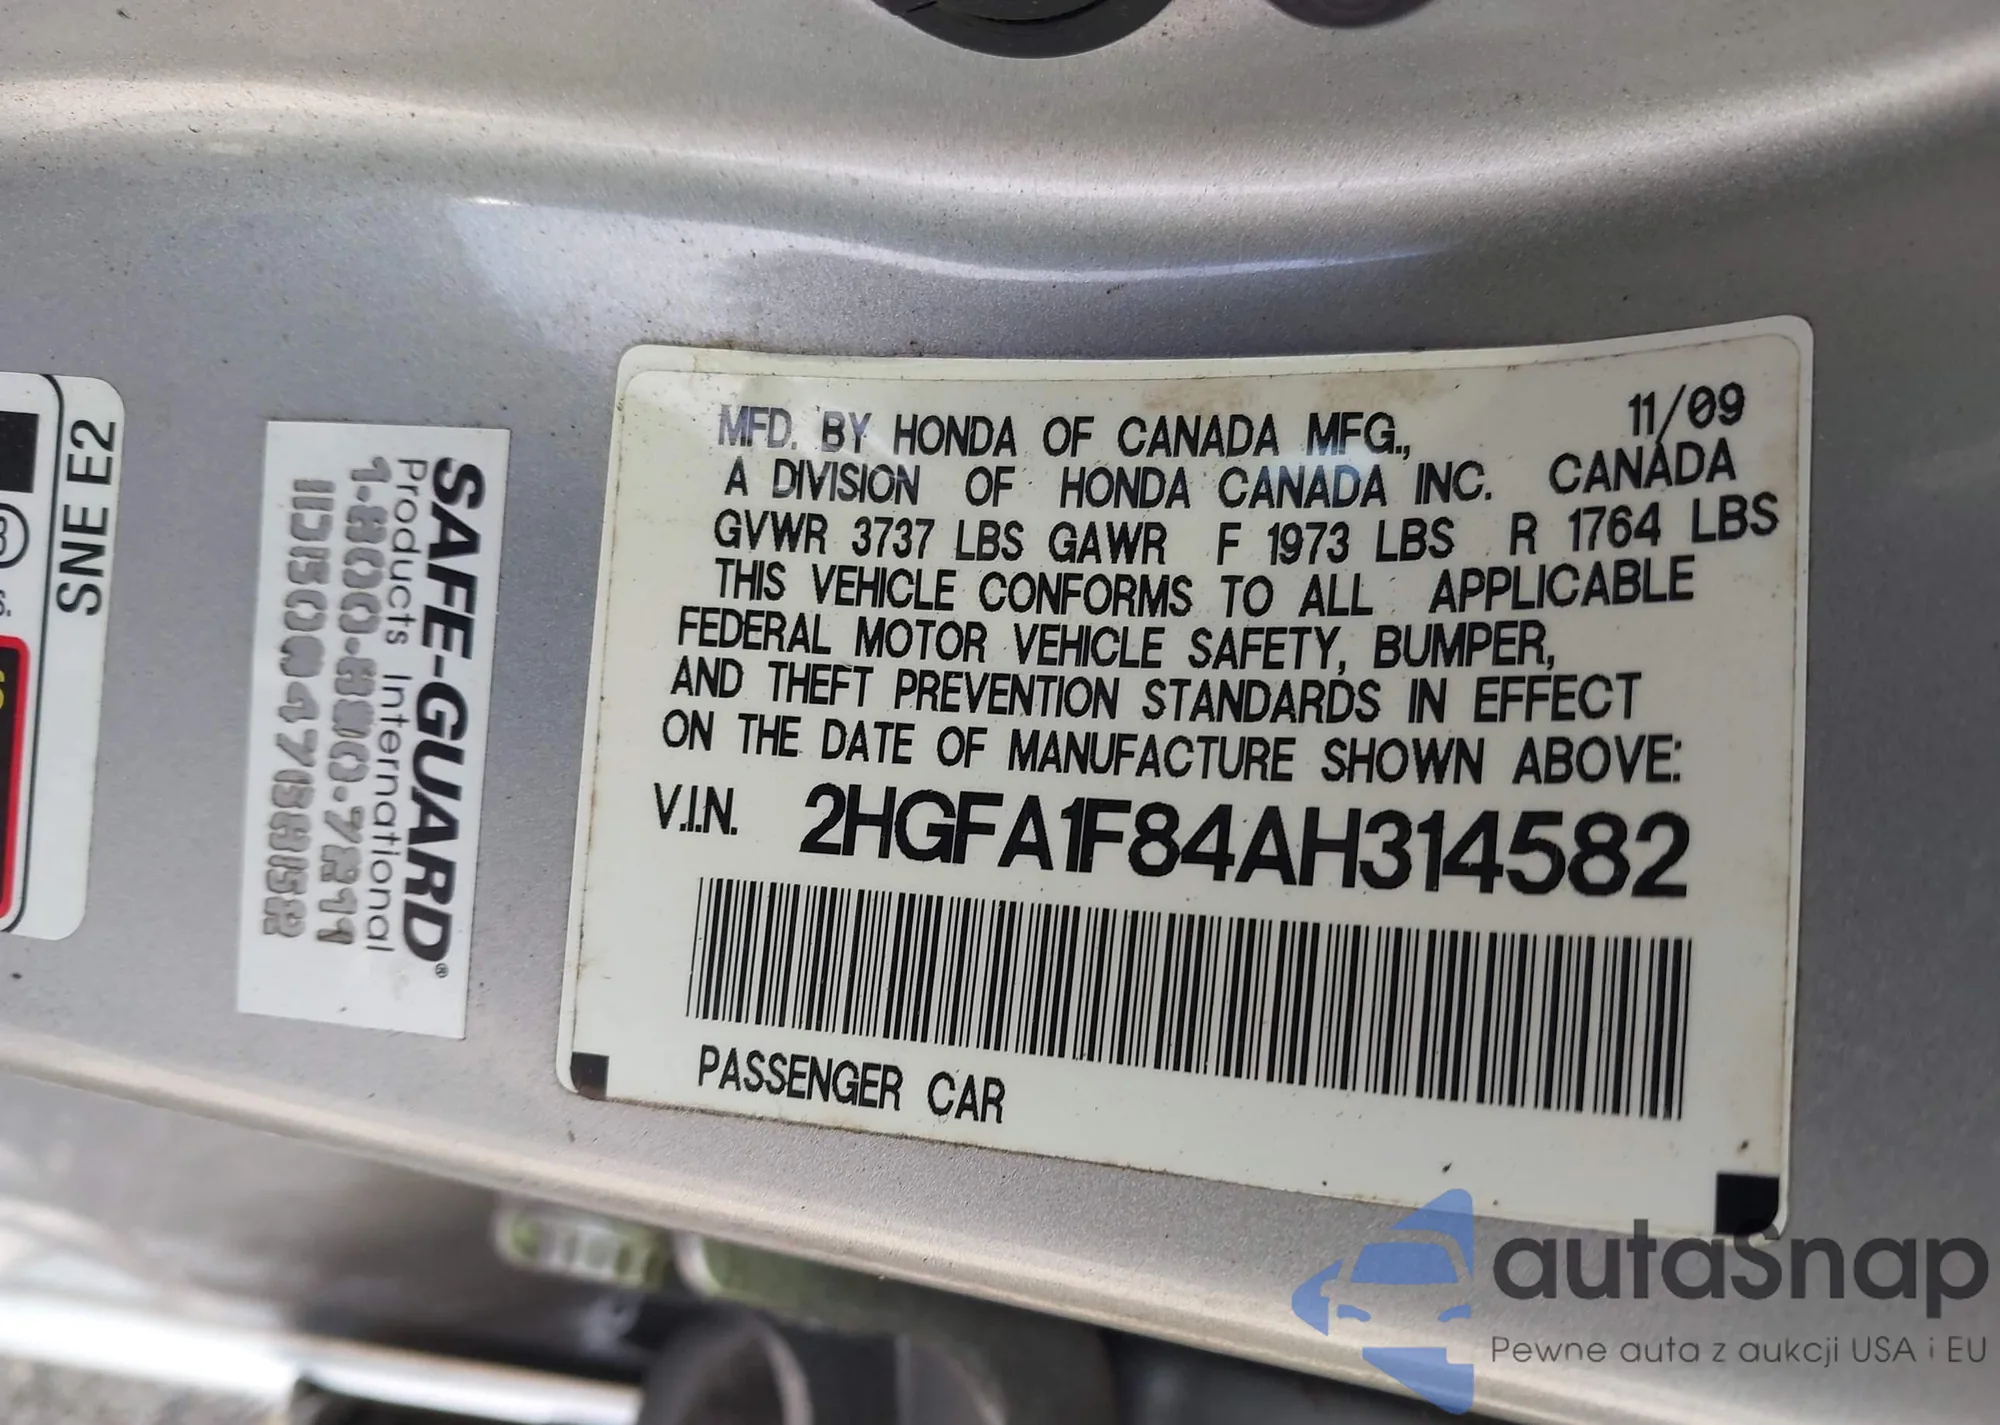 SNE E2
SAFE-GUARD®
Products International
1-800-880-7211
MFD. BY HONDA OF CANADA MFG., 11/09
A DIVISION OF HONDA CANADA INC. CANADA
GVWR 3737 LBS GAWR F 1973 LBS R 1764 LBS
THIS VEHICLE CONFORMS TO ALL APPLICABLE
FEDERAL MOTOR VEHICLE SAFETY, BUMPER,
AND THEFT PREVENTION STANDARDS IN EFFECT
ON THE DATE OF MANUFACTURE SHOWN ABOVE:
V.I.N. 2HGFA1F84AH314582
PASSENGER CAR
autasnap
Pewne auta z aukcji USA i EU